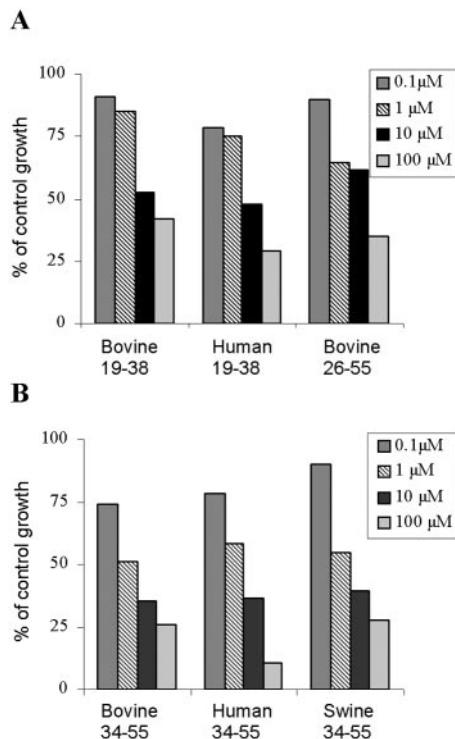 A
100
75
50
25
0
% of control growth
0.1µM
1 µM
10 µM
100 µM
Bovine
19-38
Human
19-38
Bovine
26-55
B
100
75
50
25
0
% of control growth
0.1µM
1 µM
10 µM
100 µM
Bovine
34-55
Human
34-55
Swine
34-55